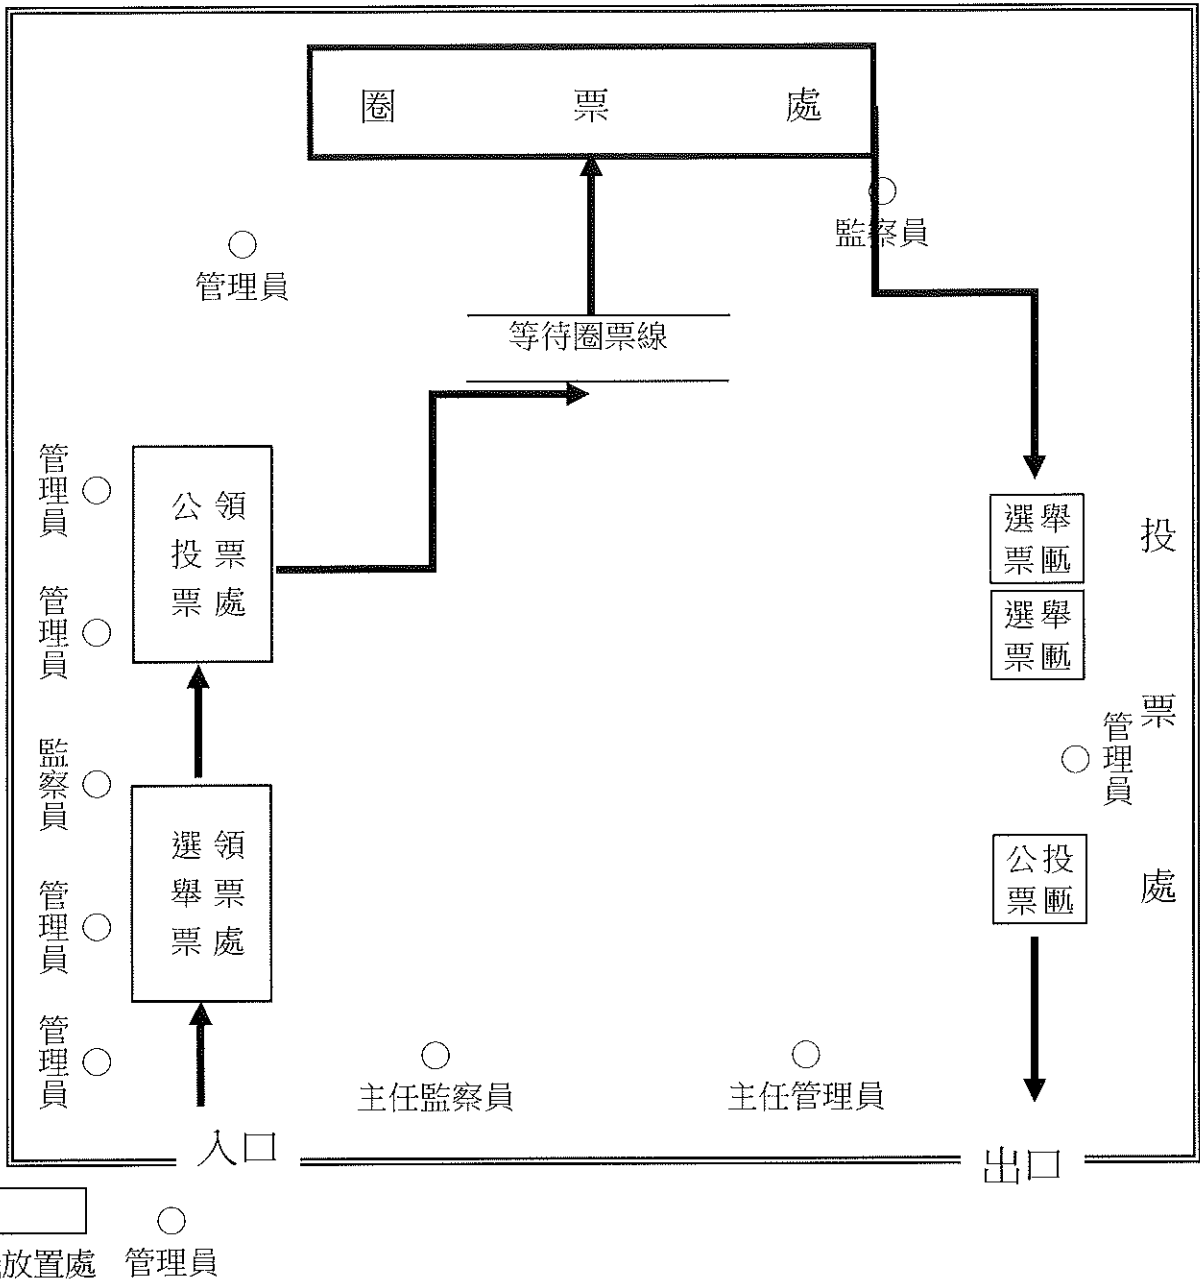 圈票處
監察員
管理員
等待圈票線
管理員
公投票
領票處
選舉票匭
投票處
管理員
選舉票匭
管理員
監察員
選舉票
領票處
公投票匭
管理員
管理員
主任監察員
主任管理員
入口
出口
放置處
管理員